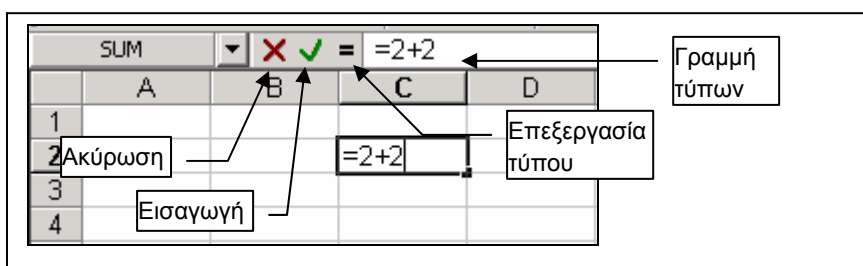 SUM = =2+2
Γραμμή
τύπων
A B C D
1
Επεξεργασία
2 Ακύρωση =2+2 τύπου
3
Εισαγωγή
4